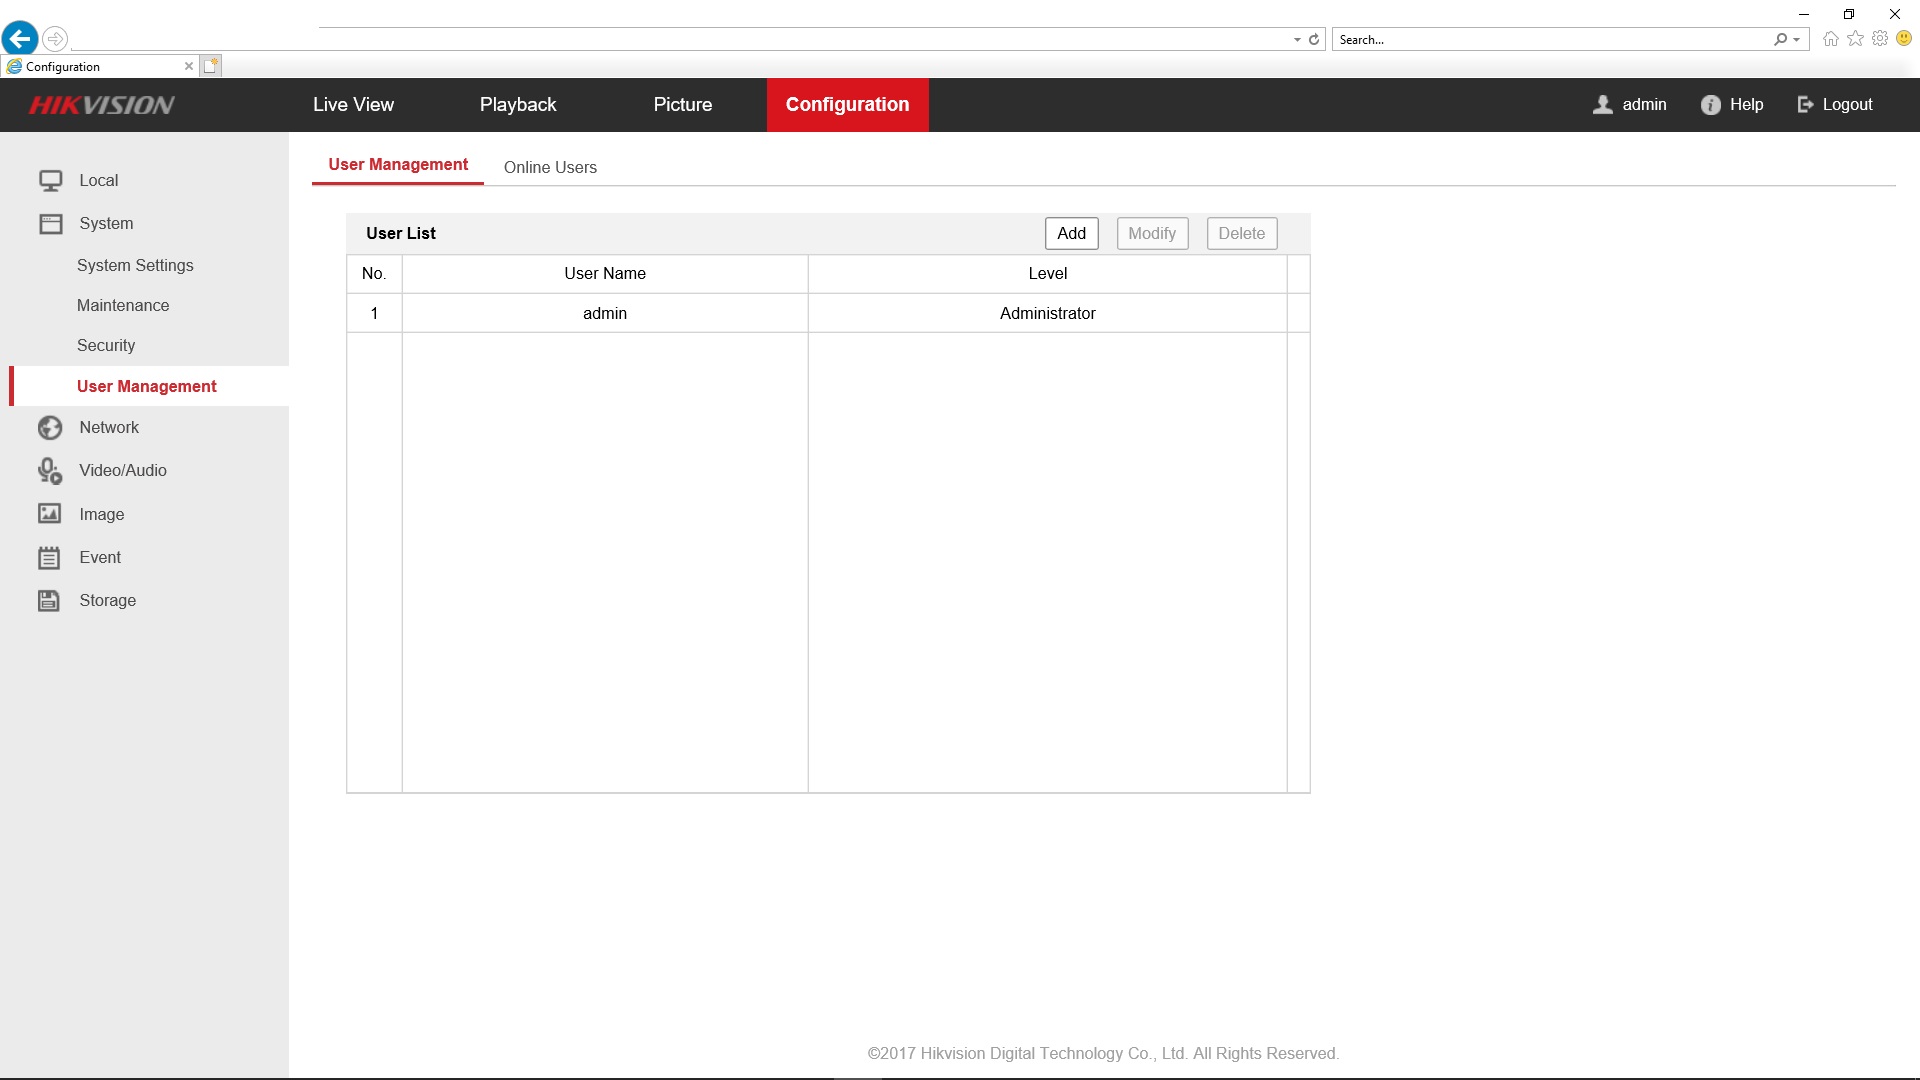 Search...
Configuration
HIKVISION
Live View
Playback
Picture
Configuration
admin
Help
Logout
Local
System
System Settings
Maintenance
Security
User Management
Network
Video/Audio
Image
Event
Storage
User Management
Online Users
User List
Add
Modify
Delete
No. User Name Level
1 admin Administrator
©2017 Hikvision Digital Technology Co., Ltd. All Rights Reserved.